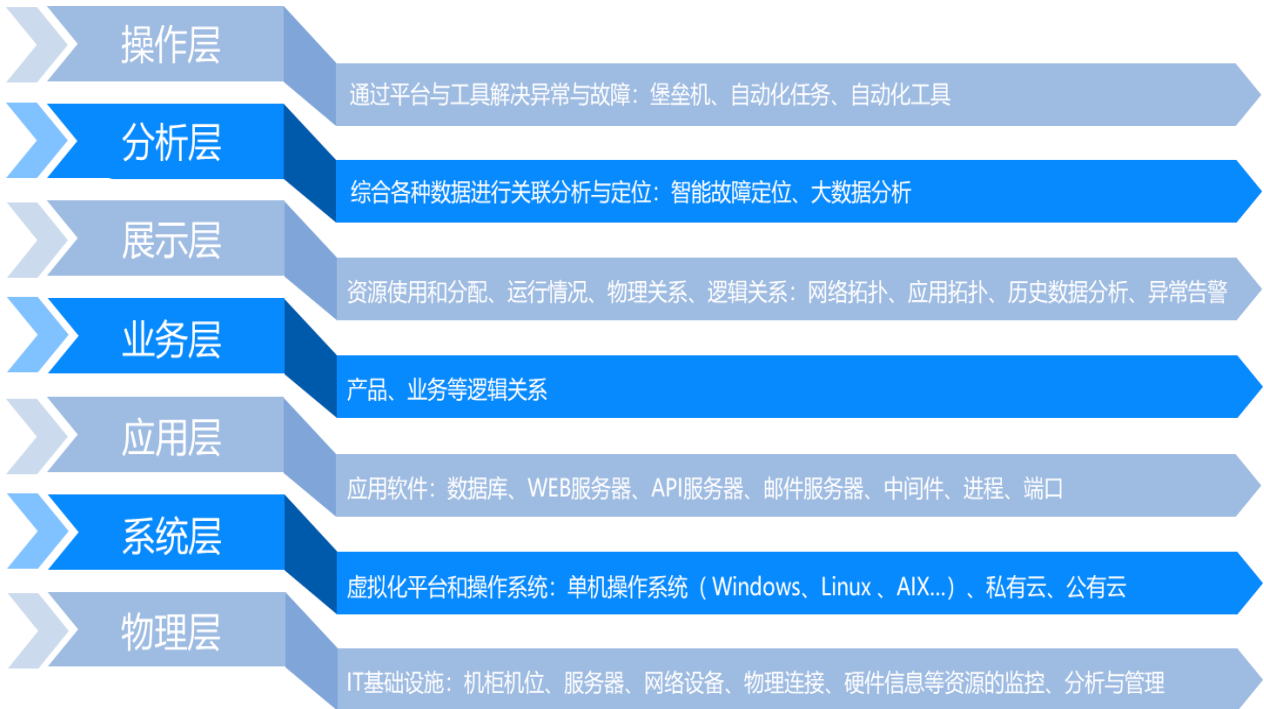 操作层
通过平台与工具解决异常与故障：堡垒机、自动化任务、自动化工具
分析层
综合各种数据进行关联分析与定位：智能故障定位、大数据分析
展示层
资源使用和分配、运行情况、物理关系、逻辑关系：网络拓扑、应用拓扑、历史数据分析、异常告警
业务层
产品、业务等逻辑关系
应用层
应用软件：数据库、WEB服务器、API服务器、邮件服务器、中间件、进程、端口
系统层
虚拟化平台和操作系统：单机操作系统（ Windows、Linux 、AIX...）、私有云、公有云
物理层
IT基础设施：机柜机位、服务器、网络设备、物理连接、硬件信息等资源的监控、分析与管理